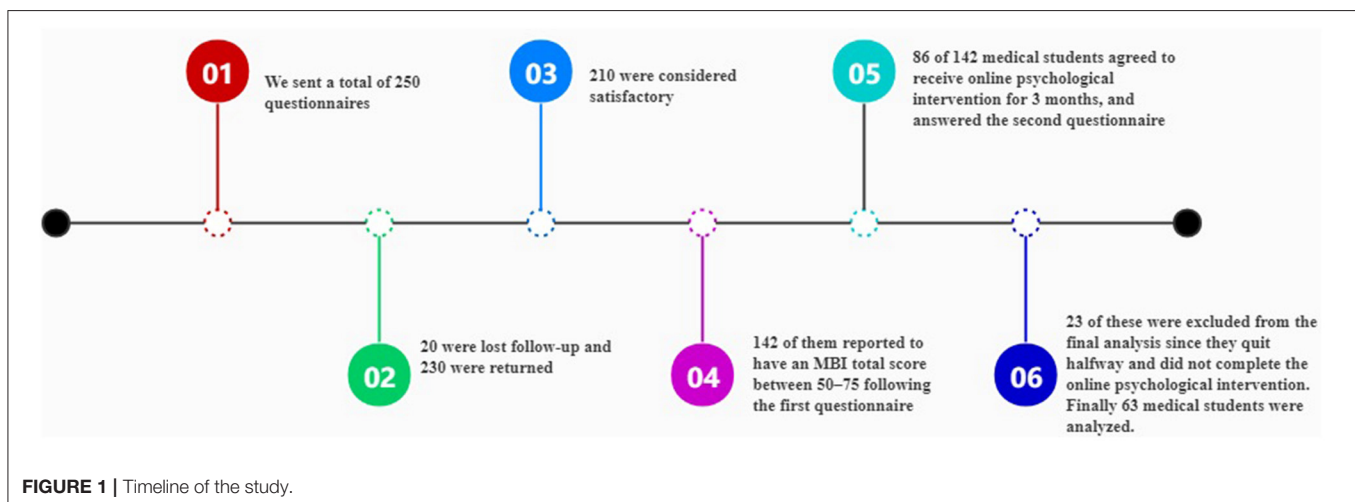 01
We sent a total of 250
questionnaires
02
20 were lost follow-up and
230 were returned
03
210 were considered
satisfactory
04
142 of them reported to
have an MBI total score
between 50–75 following
the first questionnaire
05
86 of 142 medical students agreed to
receive online psychological
intervention for 3 months, and
answered the second questionnaire
06
23 of these were excluded from the
final analysis since they quit
halfway and did not complete the
online psychological intervention.
Finally 63 medical students were
analyzed.
FIGURE 1 | Timeline of the study.